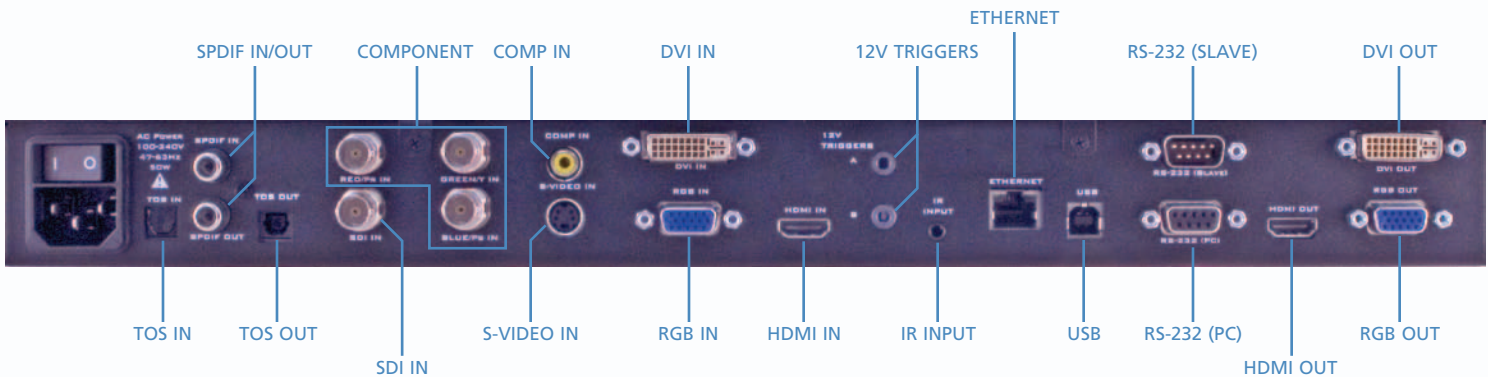 ETHERNET
SPDIF IN/OUT
COMPONENT
COMP IN
DVI IN
12V TRIGGERS
RS-232 (SLAVE)
DVI OUT
AC POWER
100-240V
47-63HZ
50W
SPDIF IN
TOS IN
SPDIF OUT
TOS OUT
RED/PR IN
GREEN/Y IN
SDI IN
BLUE/PB IN
COMP IN
S-VIDEO IN
DVI IN
RGB IN
HDMI IN
12V
TRIGGERS
A
B
IR
INPUT
ETHERNET
USB
RS-232 (SLAVE)
RS-232 (PC)
HDMI OUT
DVI OUT
RGB OUT
TOS IN
TOS OUT
SDI IN
S-VIDEO IN
RGB IN
HDMI IN
IR INPUT
USB
RS-232 (PC)
HDMI OUT
RGB OUT